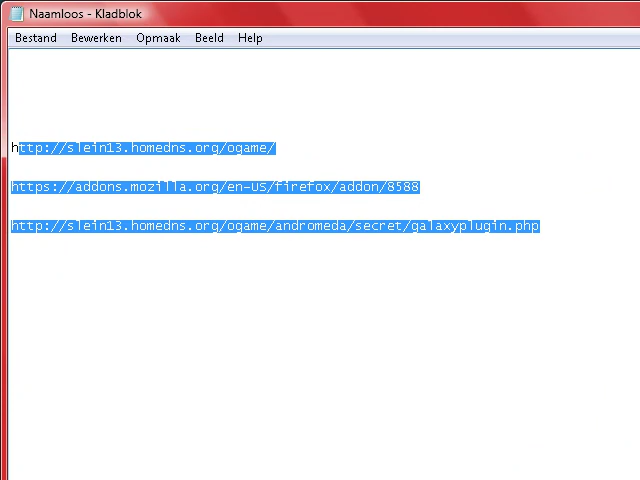 Naamloos - Kladblok
Bestand Bewerken Opmaak Beeld Help
http://slein13.homedns.org/ogame/
https://addons.mozilla.org/en-US/firefox/addon/8588
http://slein13.homedns.org/ogame/andromeda/secret/galaxyplugin.php